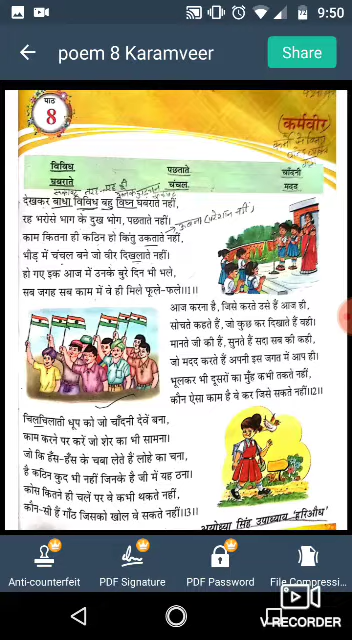 9:50
poem 8 Karamveer
Share
पाठ
8
कर्मवीर
विविध पछताते चाँदनी
घबराते चंचल मदद
देखकर बाधा विविध बहु विघ्न घबराते नहीं,
रह भरोसे भाग के दुख भोग, पछताते नहीं।
काम कितना ही कठिन हो किंतु उकताते नहीं,
भीड़ में चंचल बने जो वीर दिखलाते नहीं।
हो गए इक आज में उनके बुरे दिन भी भले,
सब जगह सब काम में वे ही मिले फूले-फले।।1।।
आज करना है, जिसे करते उसे हैं आज ही,
सोचते कहते हैं, जो कुछ कर दिखाते हैं वही।
मानते जो की हैं, सुनते हैं सदा सब की कही,
जो मदद करते हैं अपनी इस जगत में आप ही।
भूलकर भी दूसरों का मुँह कभी तकते नहीं,
कौन ऐसा काम है वे कर जिसे सकते नहीं।।2।।
चिलचिलाती धूप को जो चाँदनी देवें बना,
काम करने पर करें जो शेर का भी सामना।
जो कि हँस-हँस के चबा लेते हैं लोहे का चना,
है कठिन कुछ भी नहीं जिनके है जी में यह ठना।
कोस कितने ही चलें पर वे कभी थकते नहीं,
कौन-सी है गाँठ जिसको खोल वे सकते नहीं।।3।।
अयोध्या सिंह उपाध्याय 'हरिऔध'
Anti-counterfeit
PDF Signature
PDF Password
File Compressi...
V RECORDER